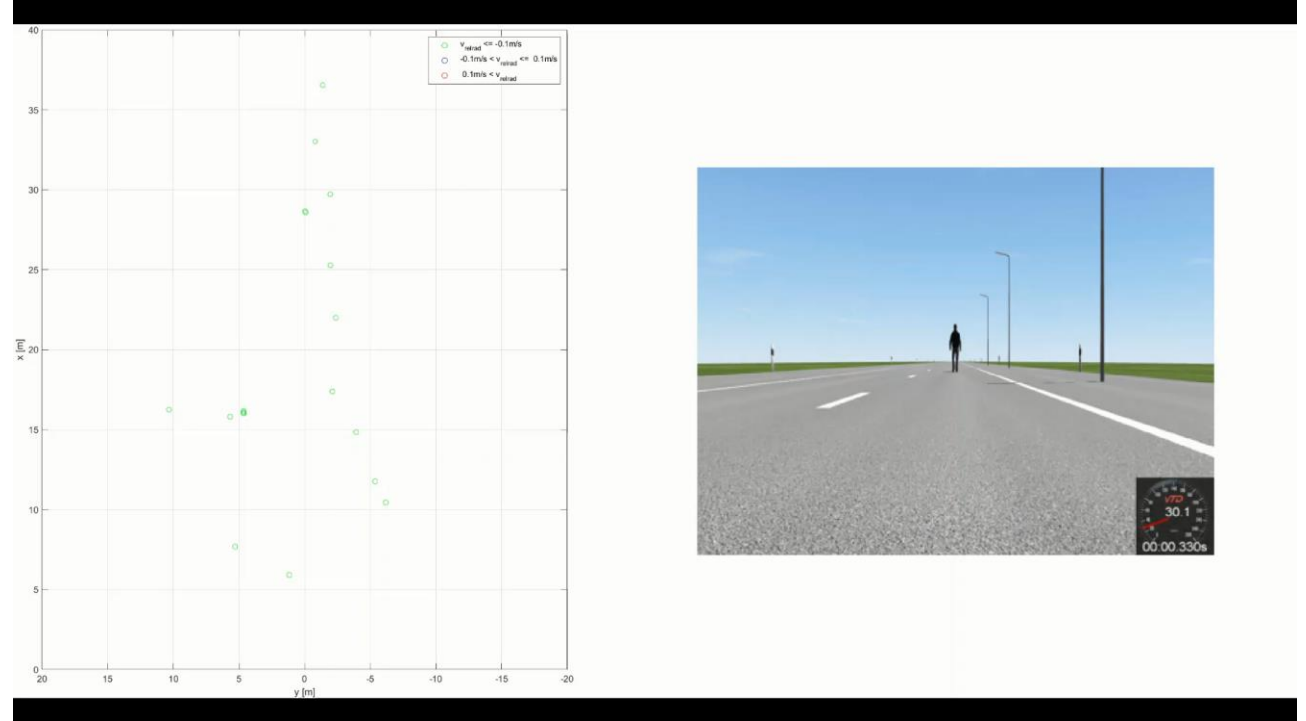 40
35
30
25
20
15
10
5
0
x [m]
20 15 10 5 0 -5 -10 -15 -20
y [m]
v_relrad <= -0.1m/s
-0.1m/s < v_relrad <= 0.1m/s
0.1m/s < v_relrad
VTD
30.1
00:00.330s